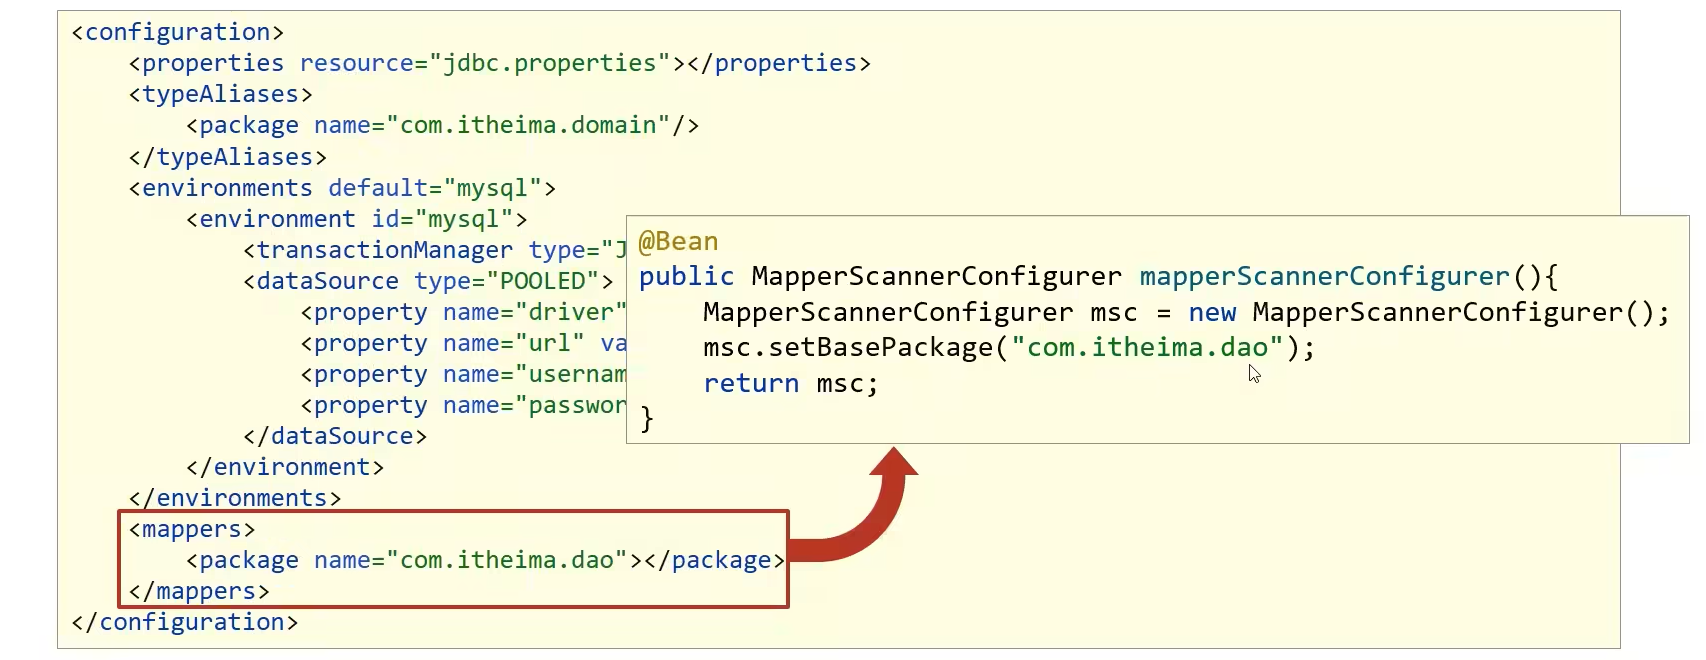 <configuration>
<properties resource="jdbc.properties"></properties>
<typeAliases>
<package name="com.itheima.domain"/>
</typeAliases>
<environments default="mysql">
<environment id="mysql">
<transactionManager type="J
<dataSource type="POOLED">
<property name="driver"
<property name="url" va
<property name="usernam
<property name="passwor
</dataSource>
</environment>
</environments>
<mappers>
<package name="com.itheima.dao"></package>
</mappers>
</configuration>
@Bean
public MapperScannerConfigurer mapperScannerConfigurer(){
MapperScannerConfigurer msc = new MapperScannerConfigurer();
msc.setBasePackage("com.itheima.dao");
return msc;
}